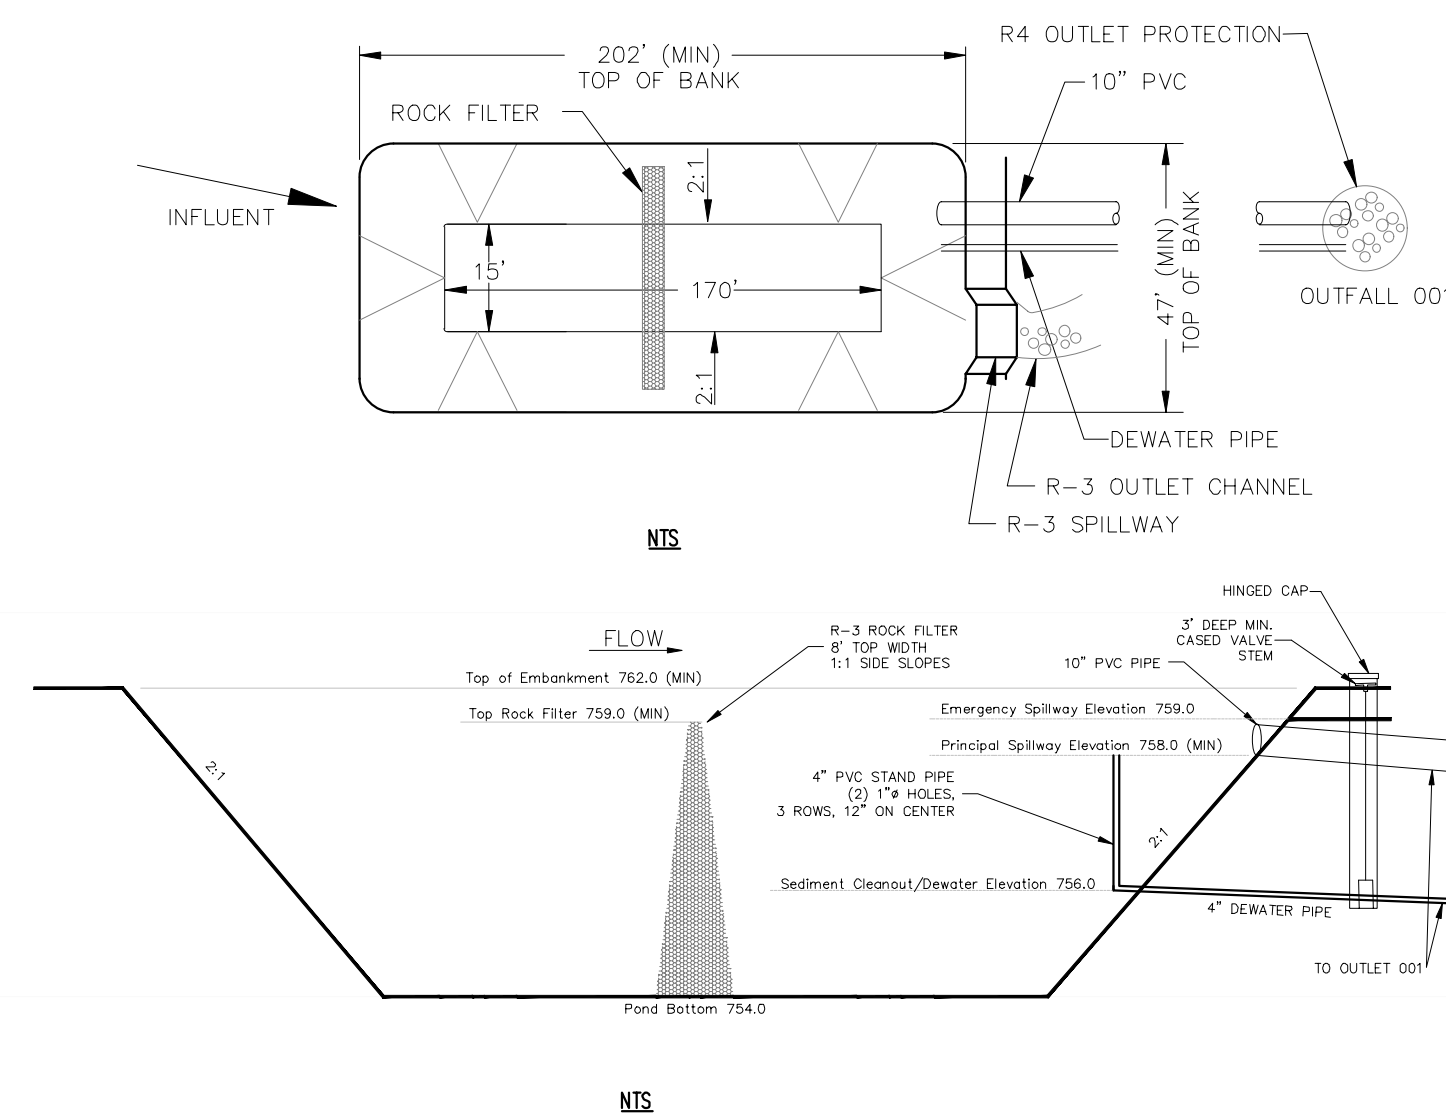 202' (MIN)
TOP OF BANK
R4 OUTLET PROTECTION
10" PVC
ROCK FILTER
INFLUENT
2:1
15'
170'
2:1
47' (MIN)
TOP OF BANK
OUTFALL 001
DEWATER PIPE
R-3 OUTLET CHANNEL
R-3 SPILLWAY
NTS
HINGED CAP
FLOW
R-3 ROCK FILTER
8' TOP WIDTH
1:1 SIDE SLOPES
3' DEEP MIN.
CASED VALVE
STEM
10" PVC PIPE
Top of Embankment 762.0 (MIN)
Top Rock Filter 759.0 (MIN)
Emergency Spillway Elevation 759.0
Principal Spillway Elevation 758.0 (MIN)
2:1
4" PVC STAND PIPE
(2) 1"ø HOLES,
3 ROWS, 12" ON CENTER
2:1
Sediment Cleanout/Dewater Elevation 756.0
4" DEWATER PIPE
TO OUTLET 001
Pond Bottom 754.0
NTS